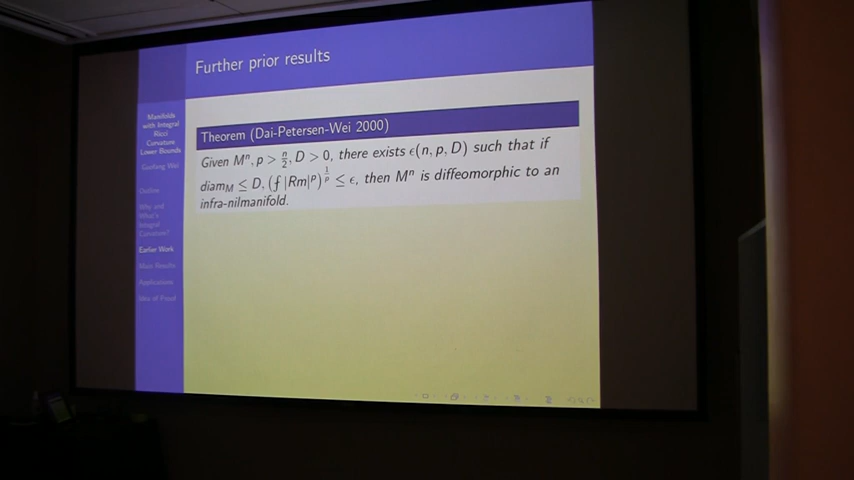 Further prior results
Manifolds
with Integral
Ricci
Curvature
Lower Bounds
Guofang Wei
Outline
Why and
What's
Integral
Curvature?
Earlier Work
Main Results
Applications
Idea of Proof
Theorem (Dai-Petersen-Wei 2000)
Given Mⁿ, p > n/2, D > 0, there exists ϵ(n, p, D) such that if
diam_M ≤ D, (⨍ |Rm|^p)^{1/p} ≤ ϵ, then Mⁿ is diffeomorphic to an
infra-nilmanifold.